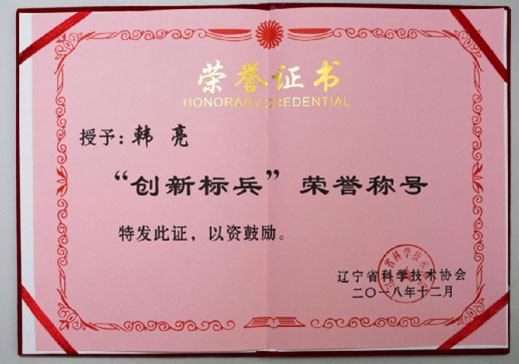 荣誉证书
HONORARY CREDENTIAL
授予：韩 亮
“创新标兵”荣誉称号
特发此证，以资鼓励。
辽宁省科学技术协会
二〇一八年十二月